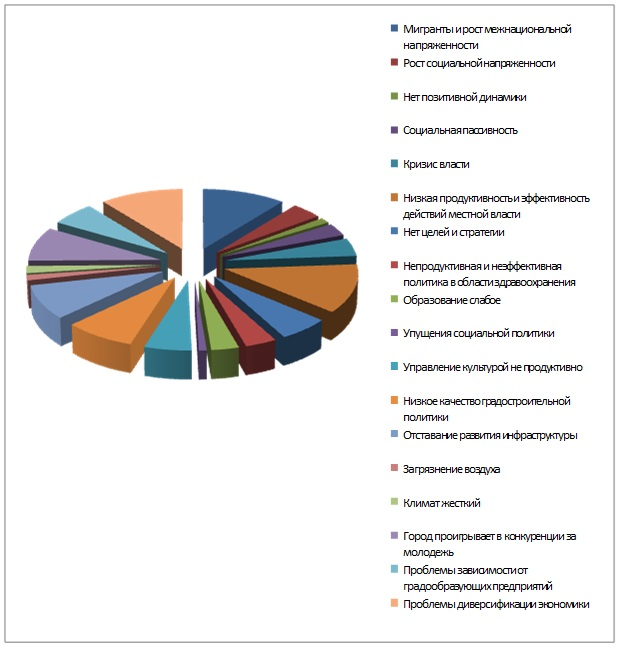 Мигранты и рост межнациональной
напряженности
Рост социальной напряженности
Нет позитивной динамики
Социальная пассивность
Кризис власти
Низкая продуктивность и эффективность
действий местной власти
Нет целей и стратегии
Непродуктивная и неэффективная
политика в области здравоохранения
Образование слабое
Упущения социальной политики
Управление культурой не продуктивно
Низкое качество градостроительной
политики
Отставание развития инфраструктуры
Загрязнение воздуха
Климат жесткий
Город проигрывает в конкуренции за
молодежь
Проблемы зависимости от
градообразующих предприятий
Проблемы диверсификации экономики